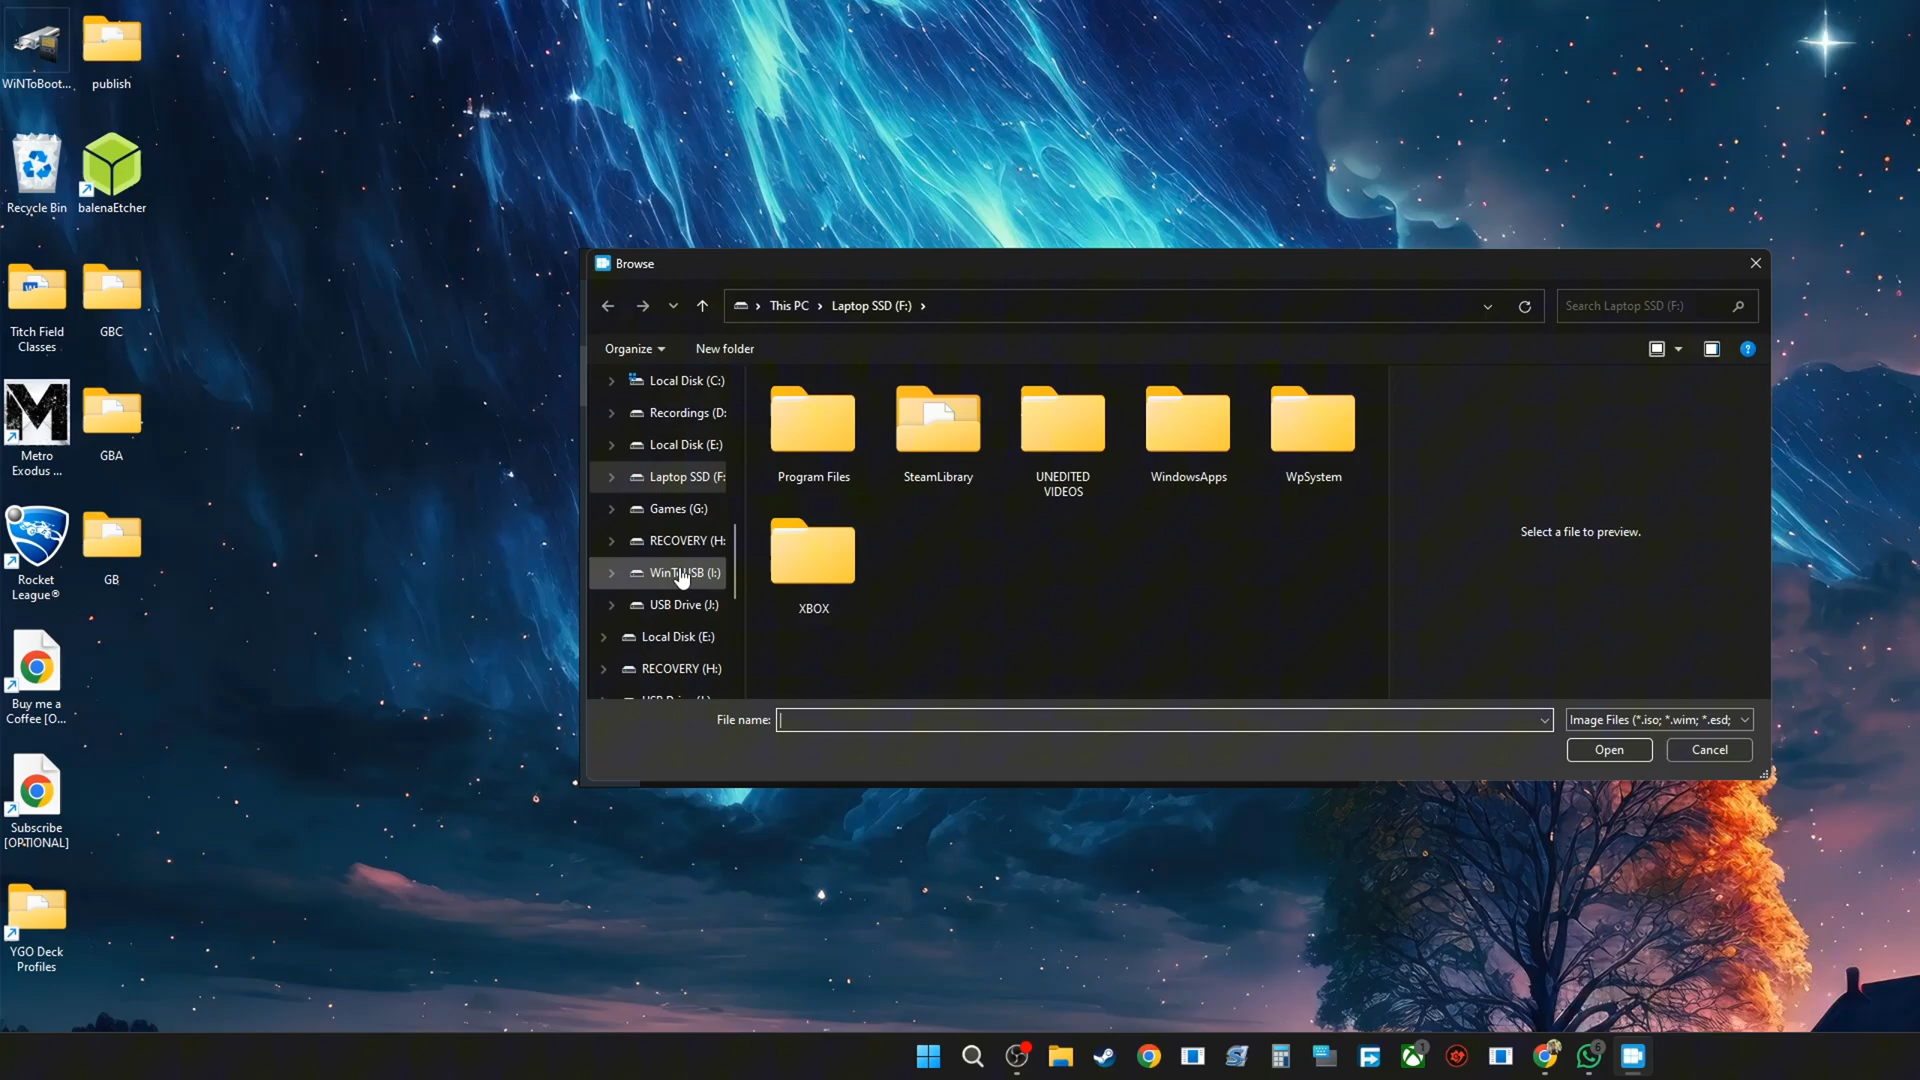 WiNToBoot...
publish
Recycle Bin
balenaEtcher
Titch Field
Classes
GBC
Metro
Exodus ...
GBA
Rocket
League®
GB
Buy me a
Coffee [O...
Subscribe
[OPTIONAL]
YGO Deck
Profiles
Browse
This PC
Laptop SSD (F:)
Search Laptop SSD (F:)
Organize
New folder
Local Disk (C:)
Recordings (D:
Local Disk (E:)
Laptop SSD (F:
Games (G:)
RECOVERY (H:
USB (I:)
USB Drive (J:)
Local Disk (E:)
RECOVERY (H:)
Program Files
SteamLibrary
UNEDITED
VIDEOS
WindowsApps
WpSystem
XBOX
Select a file to preview.
File name:
Image Files (*.iso; *.wim; *.esd;
Open
Cancel
1
6